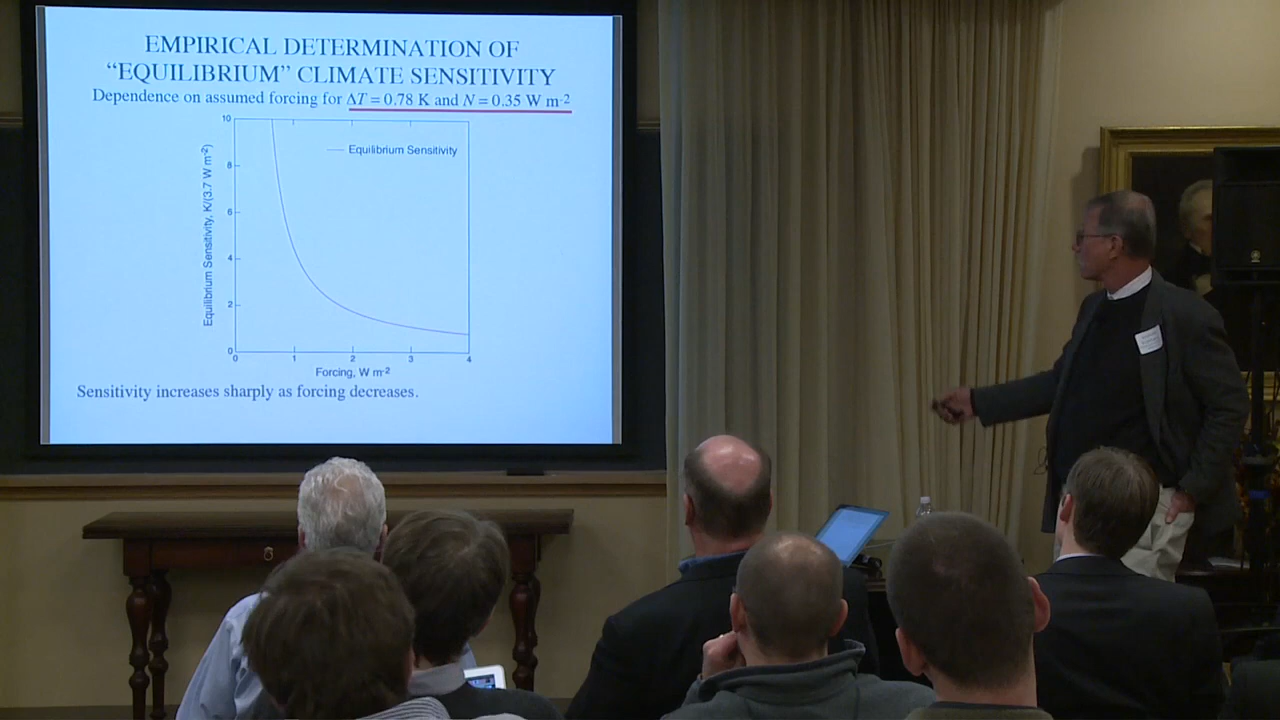 EMPIRICAL DETERMINATION OF
“EQUILIBRIUM” CLIMATE SENSITIVITY
Dependence on assumed forcing for ΔT = 0.78 K and N = 0.35 W m-2
10
8
6
4
2
0
Equilibrium Sensitivity, K/(3.7 W m-2)
Equilibrium Sensitivity
0 1 2 3 4
Forcing, W m-2
Sensitivity increases sharply as forcing decreases.